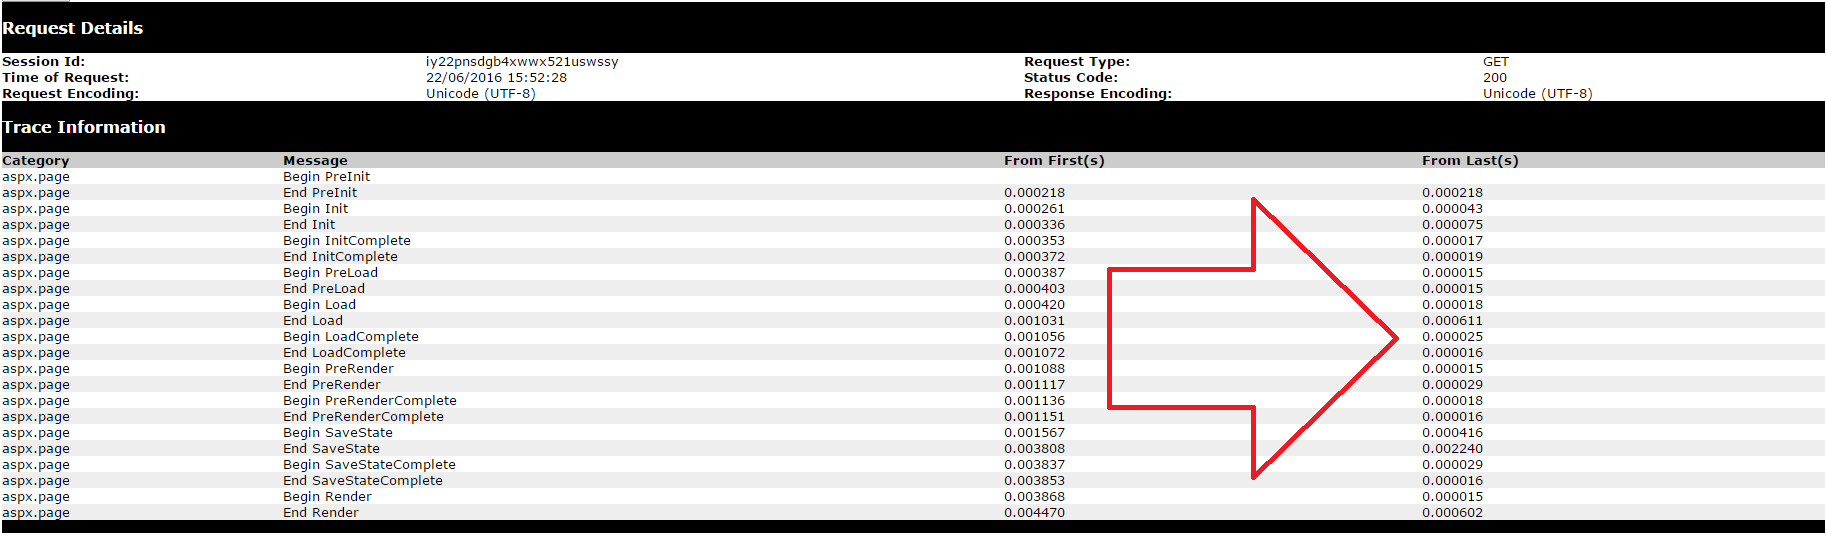 Request Details
Session Id: iy22pnsdgb4xwwx521uswssy Request Type: GET
Time of Request: 22/06/2016 15:52:28 Status Code: 200
Request Encoding: Unicode (UTF-8) Response Encoding: Unicode (UTF-8)
Trace Information
Category Message From First(s) From Last(s)
aspx.page Begin PreInit
aspx.page End PreInit 0.000218 0.000218
aspx.page Begin Init 0.000261 0.000043
aspx.page End Init 0.000336 0.000075
aspx.page Begin InitComplete 0.000353 0.000017
aspx.page End InitComplete 0.000372 0.000019
aspx.page Begin PreLoad 0.000387 0.000015
aspx.page End PreLoad 0.000403 0.000015
aspx.page Begin Load 0.000420 0.000018
aspx.page End Load 0.001031 0.000611
aspx.page Begin LoadComplete 0.001056 0.000025
aspx.page End LoadComplete 0.001072 0.000016
aspx.page Begin PreRender 0.001088 0.000015
aspx.page End PreRender 0.001117 0.000029
aspx.page Begin PreRenderComplete 0.001136 0.000018
aspx.page End PreRenderComplete 0.001151 0.000016
aspx.page Begin SaveState 0.001567 0.000416
aspx.page End SaveState 0.003808 0.002240
aspx.page Begin SaveStateComplete 0.003837 0.000029
aspx.page End SaveStateComplete 0.003853 0.000016
aspx.page Begin Render 0.003868 0.000015
aspx.page End Render 0.004470 0.000602